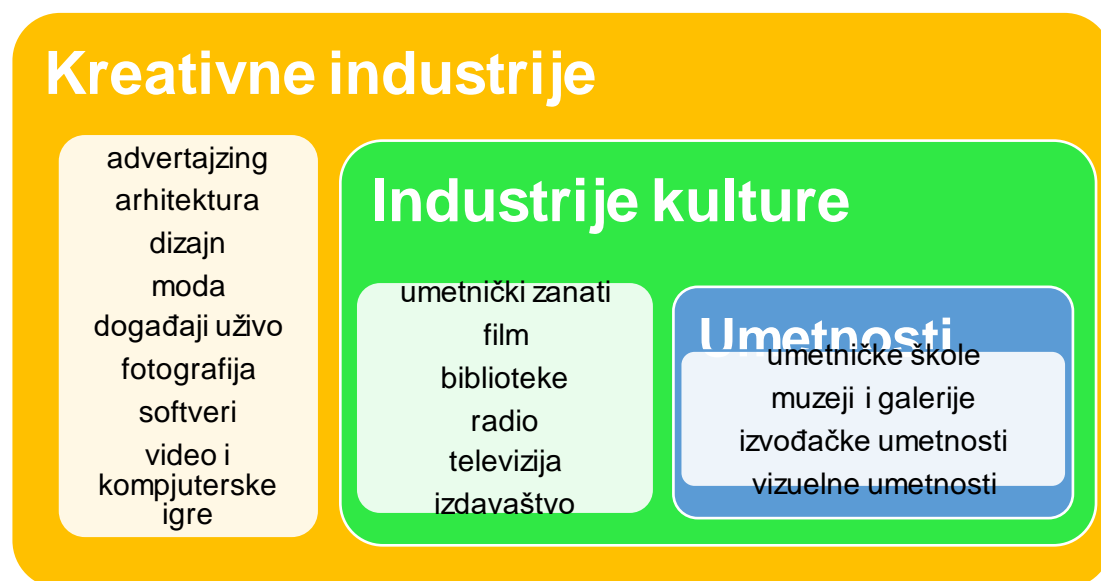 Kreativne industrije
advertajzing
arhitektura
dizajn
moda
događaji uživo
fotografija
softveri
video i
kompjuterske
igre
Industrije kulture
umetnički zanati
film
biblioteke
radio
televizija
izdavaštvo
Umetnosti
umetničke škole
muzeji i galerije
izvođačke umetnosti
vizuelne umetnosti